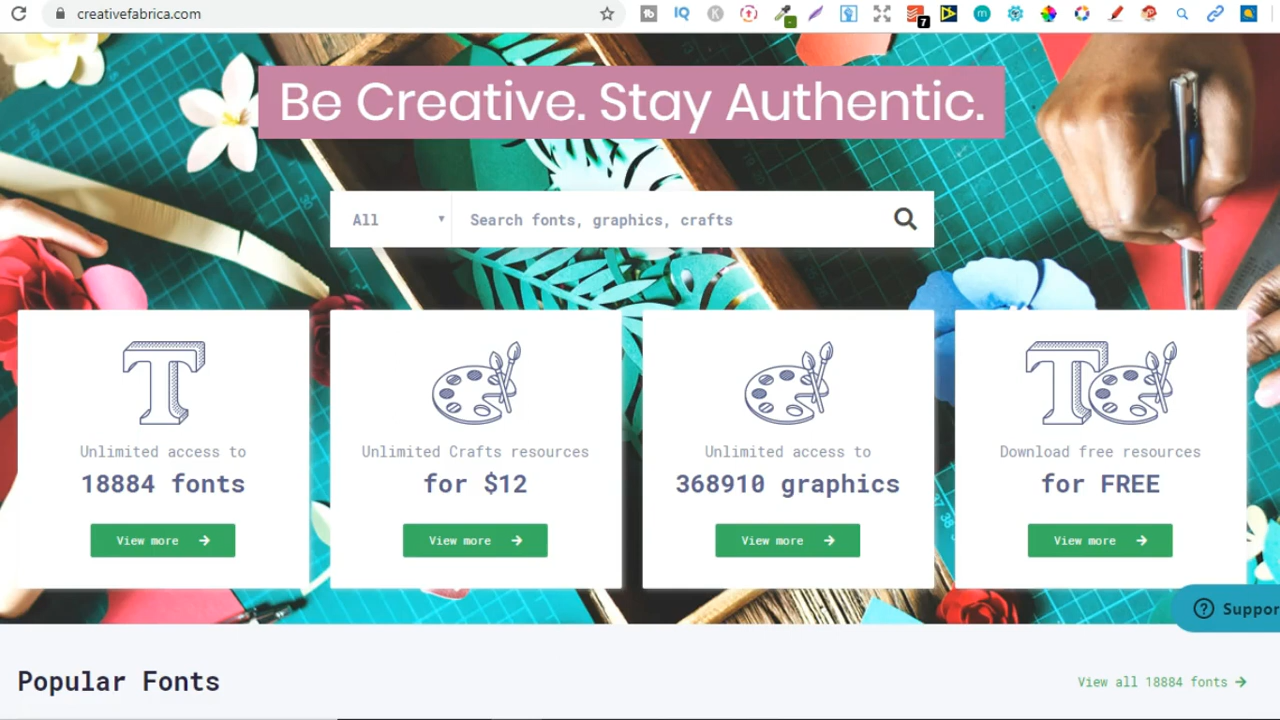 creativefabrica.com
7
Be Creative. Stay Authentic.
All
Search fonts, graphics, crafts
Unlimited access to
18884 fonts
View more
Unlimited Crafts resources
for $12
View more
Unlimited access to
368910 graphics
View more
Download free resources
for FREE
View more
Suppor
Popular Fonts
View all 18884 fonts